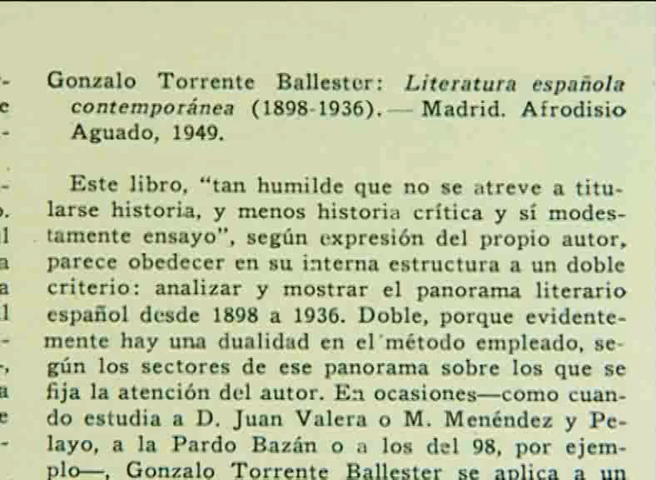 Gonzalo Torrente Ballester: Literatura española
contemporánea (1898-1936).— Madrid. Afrodisio
Aguado, 1949.
Este libro, "tan humilde que no se atreve a titu-
larse historia, y menos historia crítica y sí modes-
tamente ensayo", según expresión del propio autor,
parece obedecer en su interna estructura a un doble
criterio: analizar y mostrar el panorama literario
español desde 1898 a 1936. Doble, porque evidente-
mente hay una dualidad en el método empleado, se-
gún los sectores de ese panorama sobre los que se
fija la atención del autor. En ocasiones—como cuan-
do estudia a D. Juan Valera o M. Menéndez y Pe-
layo, a la Pardo Bazán o a los del 98, por ejem-
plo—, Gonzalo Torrente Ballester se aplica a un